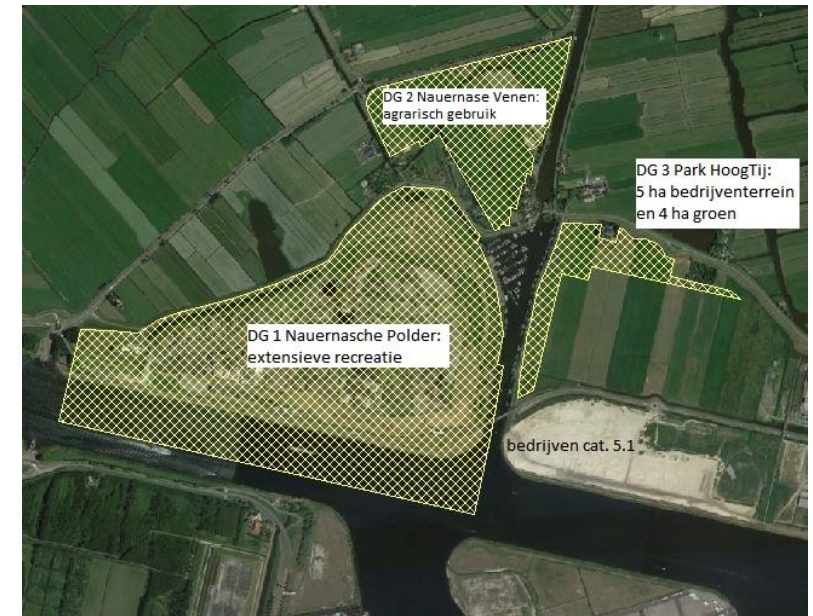 DG 2 Nauernase Venen:
agrarisch gebruik
DG 3 Park HoogTij:
5 ha bedrijventerrein
en 4 ha groen
DG 1 Nauernasche Polder:
extensieve recreatie
bedrijven cat. 5.1